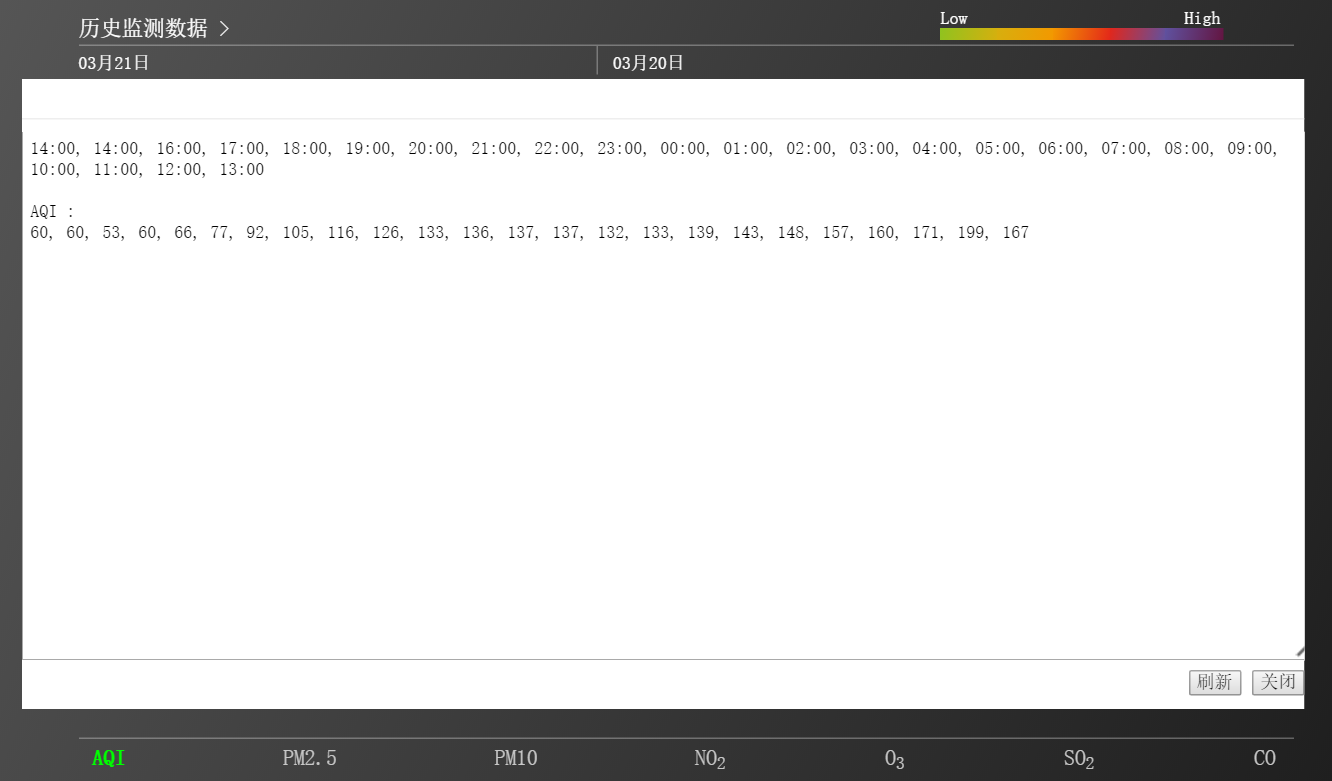 历史监测数据 >
Low High
03月21日 03月20日
14:00, 14:00, 16:00, 17:00, 18:00, 19:00, 20:00, 21:00, 22:00, 23:00, 00:00, 01:00, 02:00, 03:00, 04:00, 05:00, 06:00, 07:00, 08:00, 09:00,
10:00, 11:00, 12:00, 13:00
AQI :
60, 60, 53, 60, 66, 77, 92, 105, 116, 126, 133, 136, 137, 137, 132, 133, 139, 143, 148, 157, 160, 171, 199, 167
刷新 关闭
AQI PM2.5 PM10 NO₂ O₃ SO₂ CO